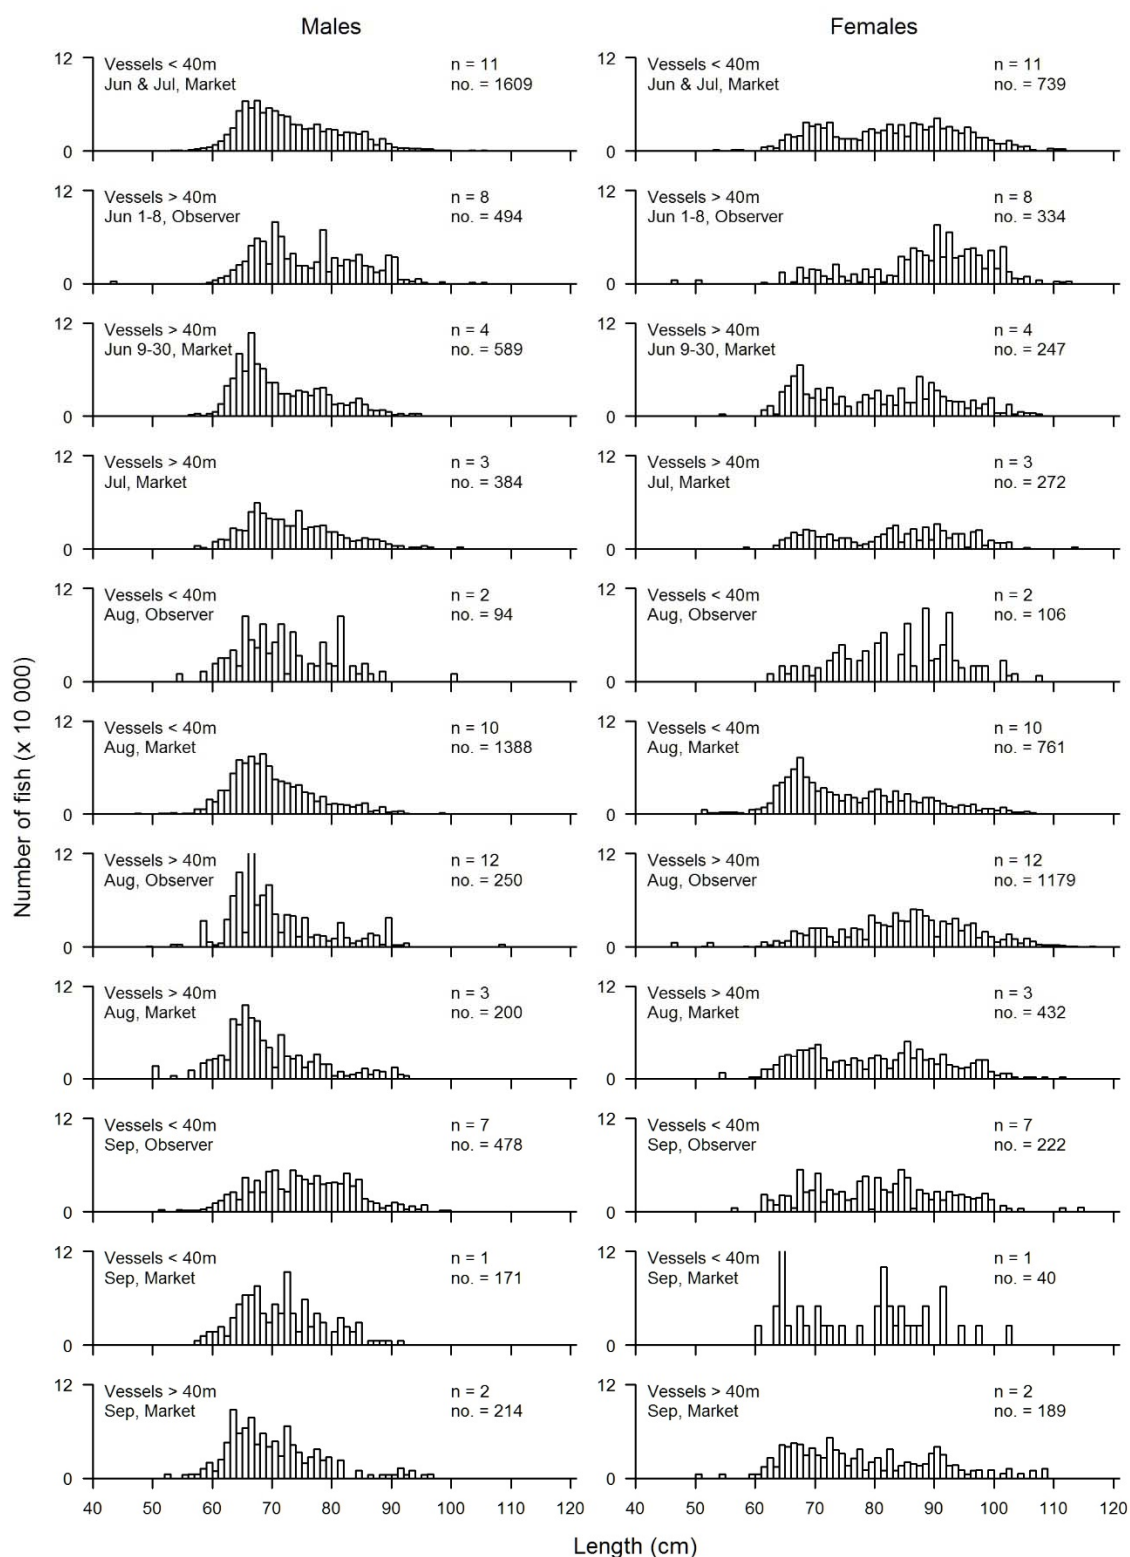 Males
Females
12
Vessels < 40m
n = 11
Vessels < 40m
n = 11
Jun & Jul, Market
no. = 1609
Jun & Jul, Market
no. = 739
0
0
12
Vessels > 40m
n = 8
Vessels > 40m
n = 8
Jun 1-8, Observer
no. = 494
Jun 1-8, Observer
no. = 334
0
0
12
Vessels > 40m
n = 4
Vessels > 40m
n = 4
Jun 9-30, Market
no. = 589
Jun 9-30, Market
no. = 247
0
0
12
Vessels > 40m
n = 3
Vessels > 40m
n = 3
Jul, Market
no. = 384
Jul, Market
no. = 272
0
0
12
Vessels < 40m
n = 2
Vessels < 40m
n = 2
Aug, Observer
no. = 94
Aug, Observer
no. = 106
0
0
12
Vessels < 40m
n = 10
Vessels < 40m
n = 10
Aug, Market
no. = 1388
Aug, Market
no. = 761
0
0
12
Vessels > 40m
n = 12
Vessels > 40m
n = 12
Aug, Observer
no. = 250
Aug, Observer
no. = 1179
0
0
12
Vessels > 40m
n = 3
Vessels > 40m
n = 3
Aug, Market
no. = 200
Aug, Market
no. = 432
0
0
12
Vessels < 40m
n = 7
Vessels < 40m
n = 7
Sep, Observer
no. = 478
Sep, Observer
no. = 222
0
0
12
Vessels < 40m
n = 1
Vessels < 40m
n = 1
Sep, Market
no. = 171
Sep, Market
no. = 40
0
0
12
Vessels > 40m
n = 2
Vessels > 40m
n = 2
Sep, Market
no. = 214
Sep, Market
no. = 189
0
0
40 50 60 70 80 90 100 110 120
40 50 60 70 80 90 100 110 120
Number of fish (x 10 000)
Length (cm)